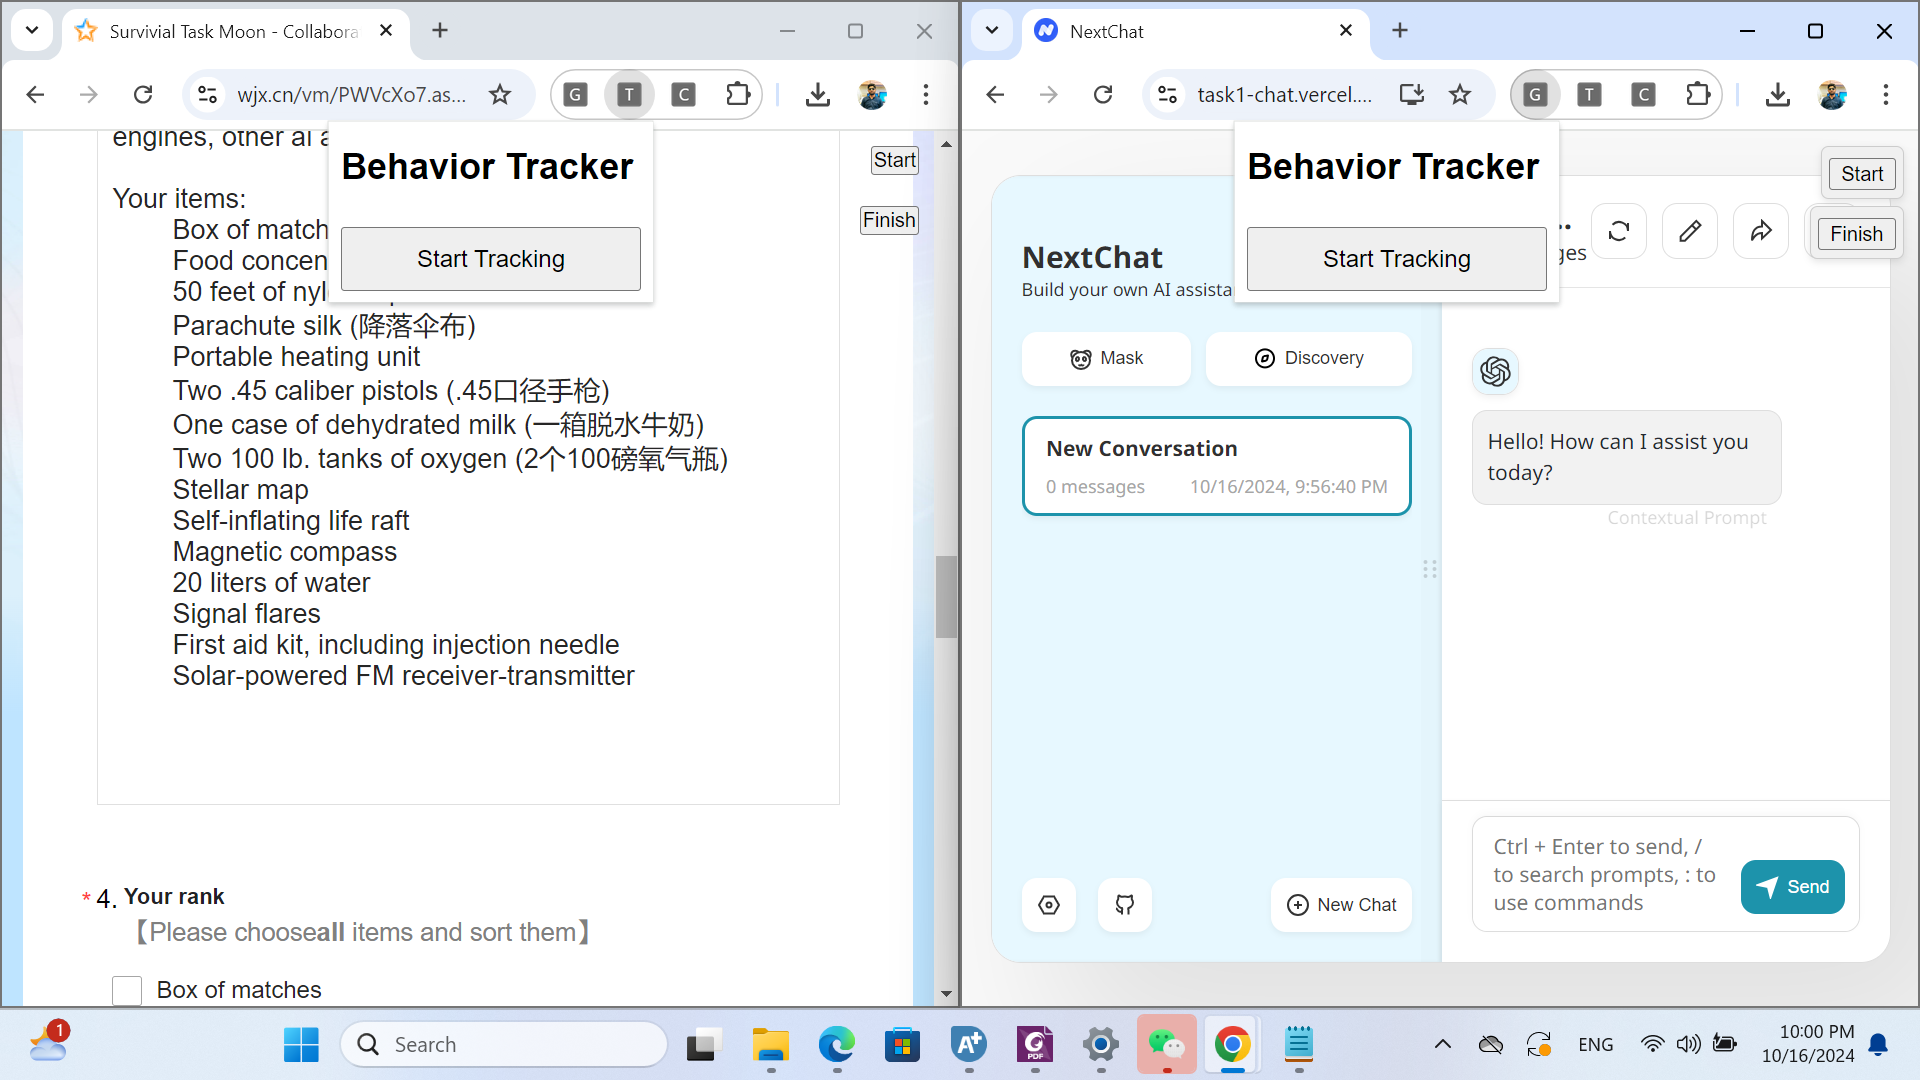 Survivial Task Moon - Collabora
wjx.cn/vm/PWVcXo7.as...
G
T
C
engines, other ai a
Behavior Tracker
Start Tracking
Start
Finish
Your items:
Box of match
Food concen
50 feet of nyl
Parachute silk (降落伞布)
Portable heating unit
Two .45 caliber pistols (.45口径手枪)
One case of dehydrated milk (一箱脱水牛奶)
Two 100 lb. tanks of oxygen (2个100磅氧气瓶)
Stellar map
Self-inflating life raft
Magnetic compass
20 liters of water
Signal flares
First aid kit, including injection needle
Solar-powered FM receiver-transmitter
* 4. Your rank
【Please chooseall items and sort them】
Box of matches
NextChat
task1-chat.vercel....
G
T
C
Behavior Tracker
Start Tracking
Start
Finish
ges
NextChat
Build your own AI assista
Mask
Discovery
New Conversation
0 messages
10/16/2024, 9:56:40 PM
New Chat
Hello! How can I assist you
today?
Contextual Prompt
Ctrl + Enter to send, /
to search prompts, : to
use commands
Send
1
Search
A+
PDF
ENG
10:00 PM
10/16/2024